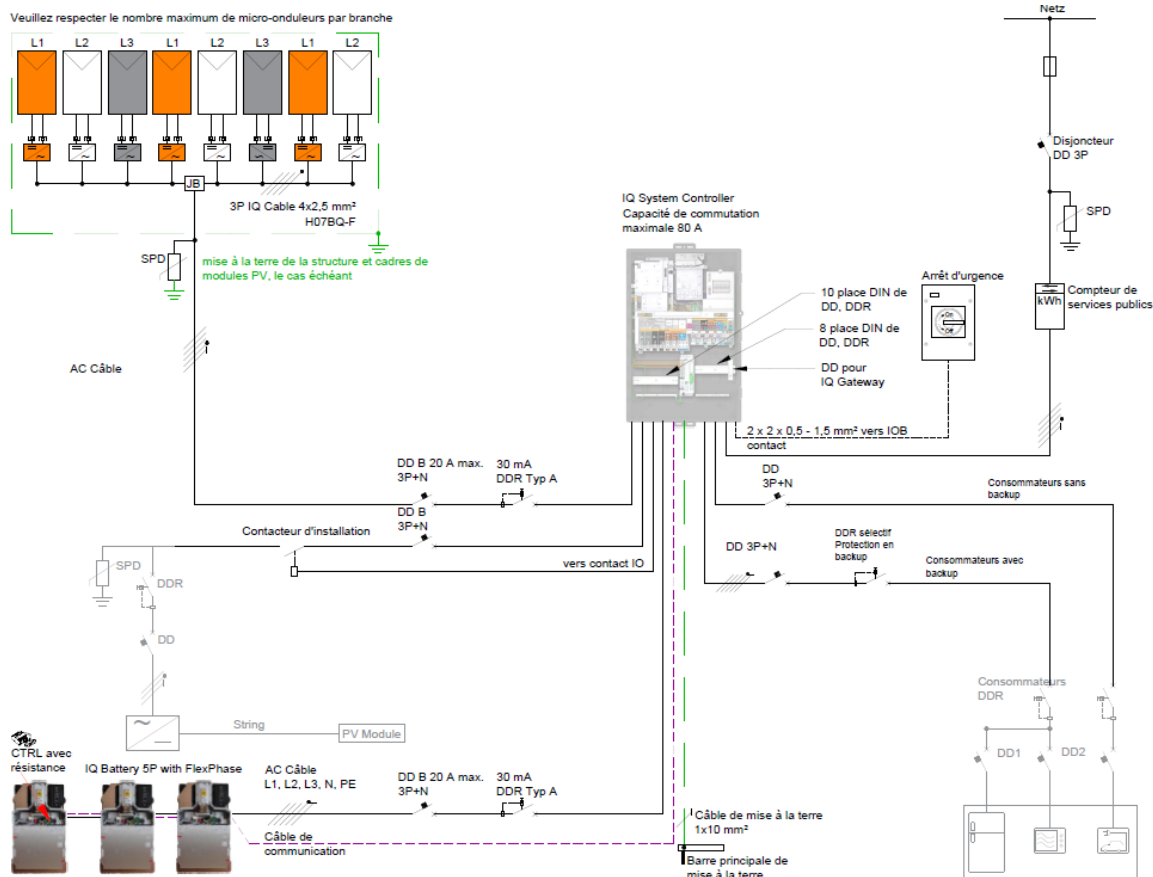 Veuillez respecter le nombre maximum de micro-onduleurs par branche
L1 L2 L3 L1 L2 L3 L1 L2
JB
3P IQ Cable 4x2,5 mm²
H07BQ-F
SPD
mise à la terre de la structure et cadres de
modules PV, le cas échéant
AC Câble
Netz
Disjoncteur
DD 3P
SPD
kWh
Compteur de
services publics
IQ System Controller
Capacité de commutation
maximale 80 A
Arrêt d'urgence
On
Off
10 place DIN de
DD, DDR
8 place DIN de
DD, DDR
DD pour
IQ Gateway
2 x 2 x 0,5 - 1,5 mm² vers IOB
contact
DD B 20 A max.
3P+N
30 mA
DDR Typ A
DD B
3P+N
Contacteur d'installation
vers contact IO
DD
3P+N
Consommateurs sans
backup
DD 3P+N
DDR sélectif
Protection en
backup
Consommateurs avec
backup
SPD
DDR
DD
String
PV Module
Consommateurs
DDR
DD1
DD2
CTRL avec
résistance
IQ Battery 5P with FlexPhase
AC Câble
L1, L2, L3, N, PE
DD B 20 A max.
3P+N
30 mA
DDR Typ A
Câble de
communication
Câble de mise à la terre
1x10 mm²
Barre principale de
mise à la terre